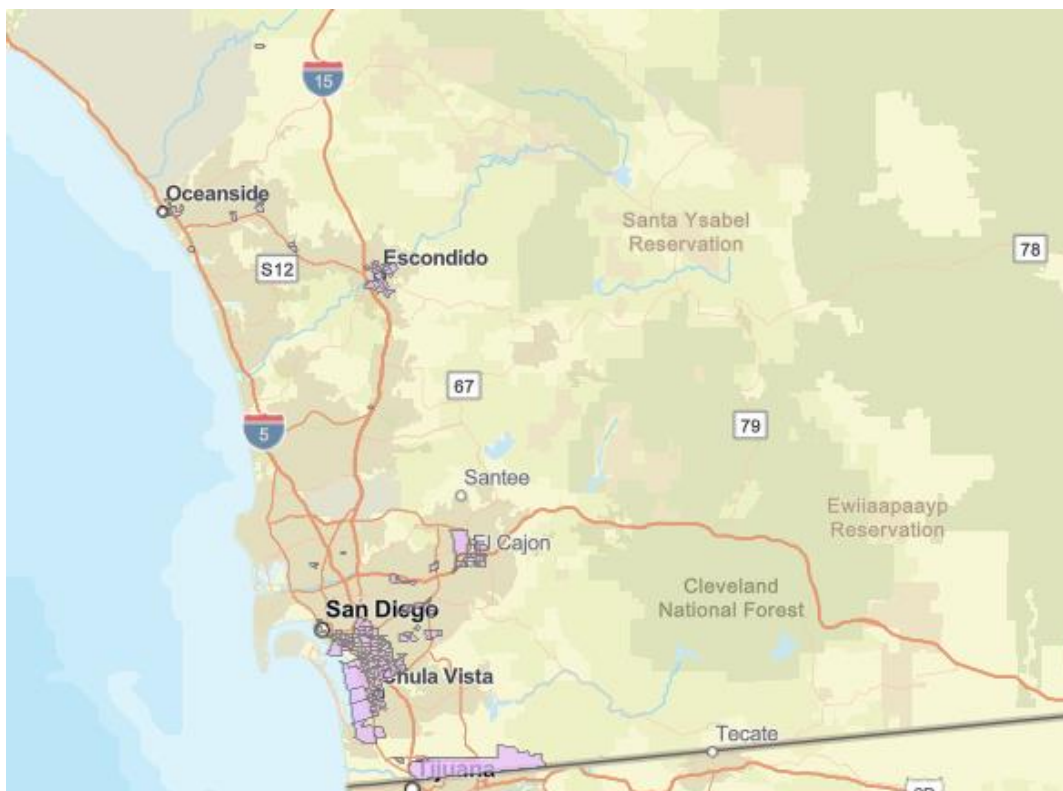 15
Oceanside
Santa Ysabel
Reservation
78
Escondido
S12
67
79
5
Santee
Ewiiaapaayp
Reservation
El Cajon
Cleveland
National Forest
San Diego
Chula Vista
Tecate
Tijuana